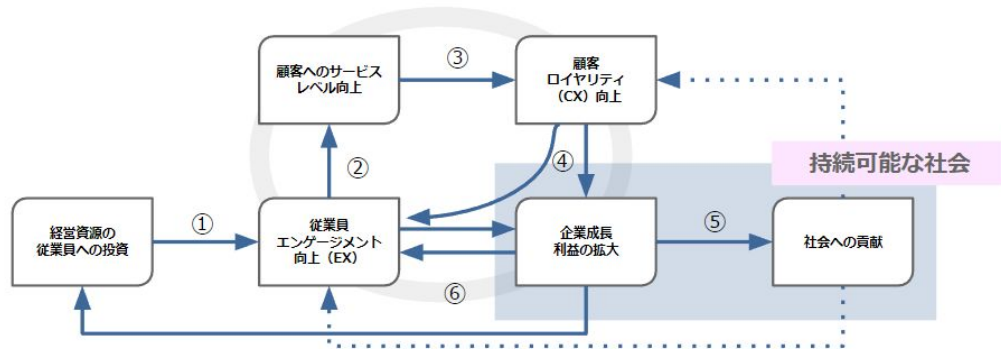 顧客へのサービス
レベル向上
③
顧客
ロイヤリティ
（CX）向上
②
④
持続可能な社会
経営資源の
従業員への投資
①
従業員
エンゲージメント
向上（EX）
企業成長
利益の拡大
⑤
社会への貢献
⑥